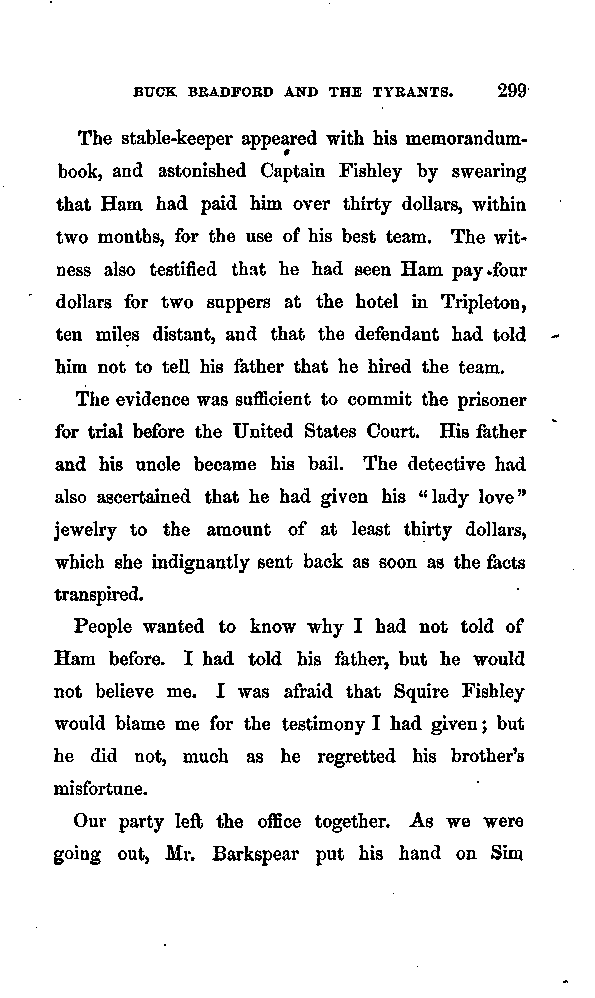 BUCK BRADFORD AND THE TYRANTS. 299
The stable-keeper appeared with his memorandum-
book, and astonished Captain Fishley by swearing
that Ham had paid him over thirty dollars, within
two months, for the use of his best team. The wit-
ness also testified that he had seen Ham pay four
dollars for two suppers at the hotel in Tripleton,
ten miles distant, and that the defendant had told
him not to tell his father that he hired the team.
The evidence was sufficient to commit the prisoner
for trial before the United States Court. His father
and his uncle became his bail. The detective had
also ascertained that he had given his "lady love"
jewelry to the amount of at least thirty dollars,
which she indignantly sent back as soon as the facts
transpired.
People wanted to know why I had not told of
Ham before. I had told his father, but he would
not believe me. I was afraid that Squire Fishley
would blame me for the testimony I had given; but
he did not, much as he regretted his brother's
misfortune.
Our party left the office together. As we were
going out, Mr. Barkspear put his hand on Sim